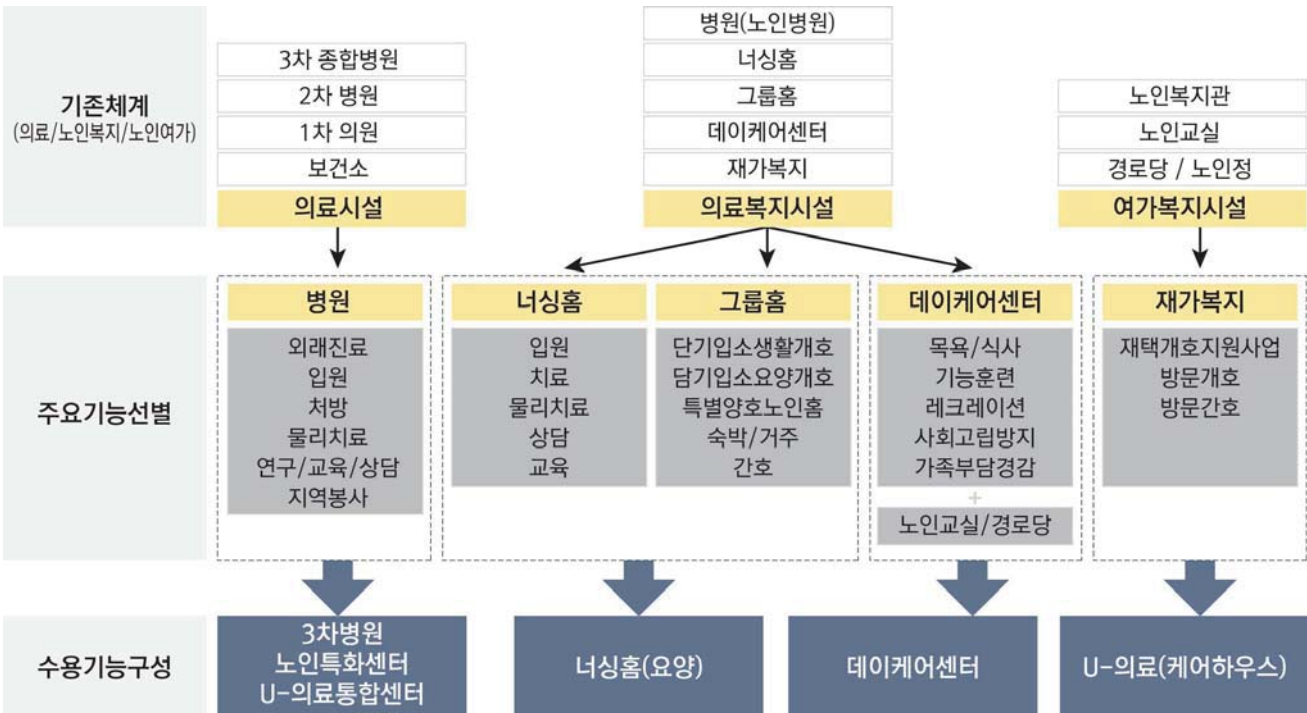 기존체계
(의료/노인복지/노인여가)
3차 종합병원
2차 병원
1차 의원
보건소
의료시설
병원(노인병원)
너싱홈
그룹홈
데이케어센터
재가복지
의료복지시설
노인복지관
노인교실
경로당 / 노인정
여가복지시설
주요기능선별
병원
외래진료
입원
처방
물리치료
연구/교육/상담
지역봉사
너싱홈
입원
치료
물리치료
상담
교육
그룹홈
단기입소생활개호
담기입소요양개호
특별양호노인홈
숙박/거주
간호
데이케어센터
목욕/식사
기능훈련
레크레이션
사회고립방지
가족부담경감
+
노인교실/경로당
재가복지
재택개호지원사업
방문개호
방문간호
수용기능구성
3차병원
노인특화센터
U-의료통합센터
너싱홈(요양)
데이케어센터
U-의료(케어하우스)